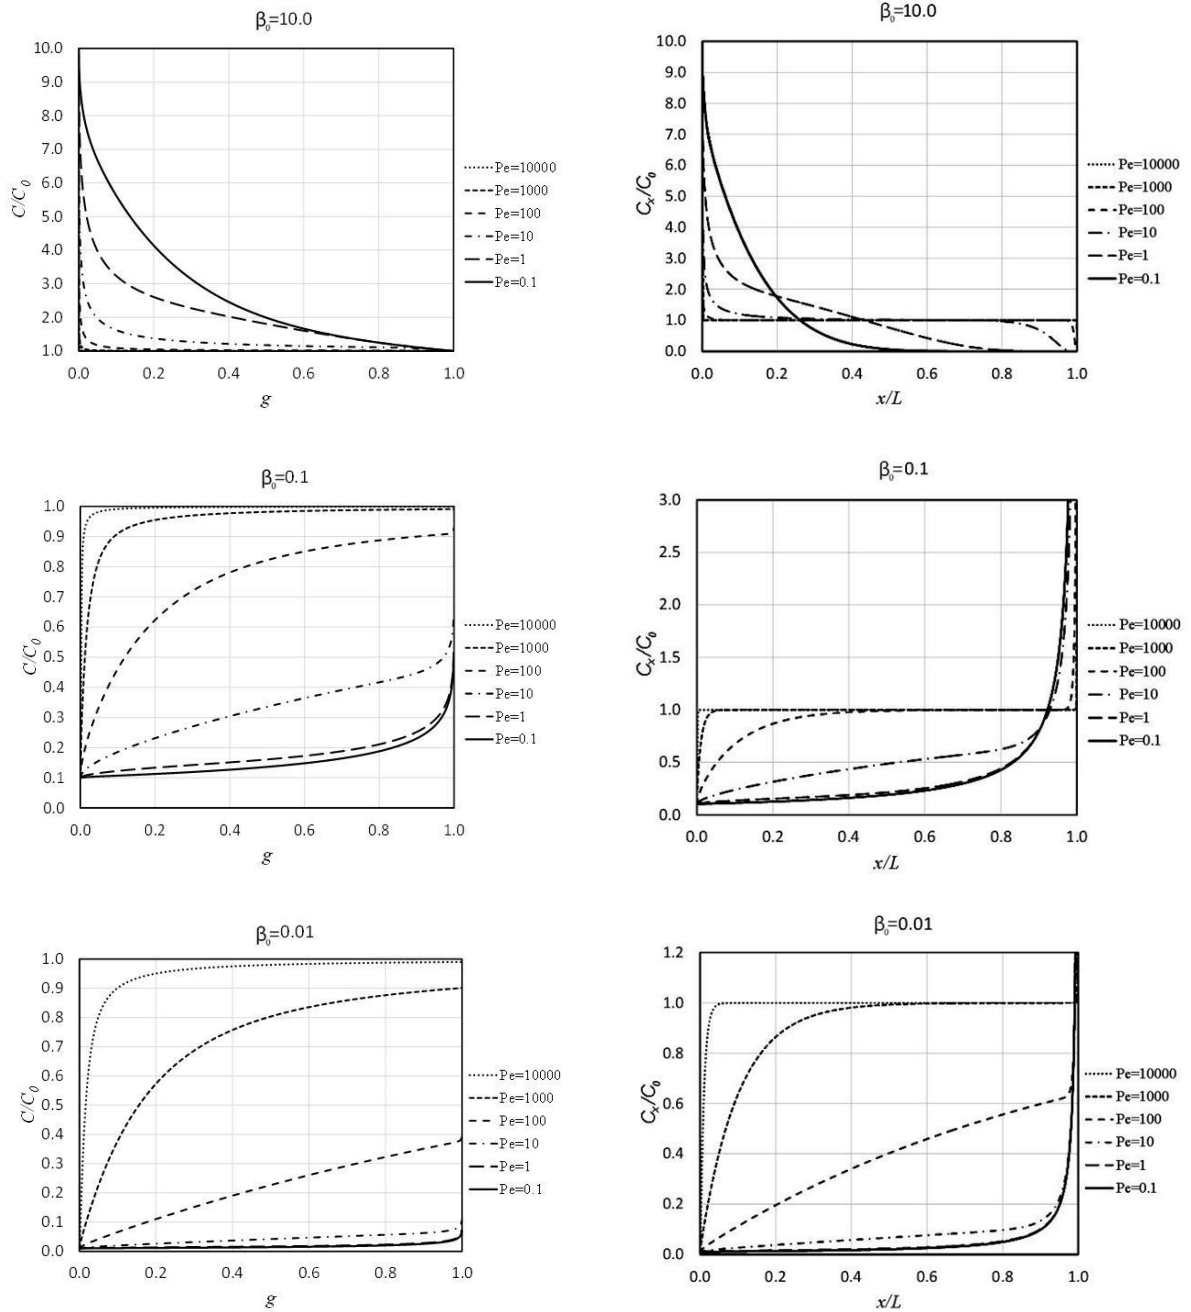 β₀=10.0
10.0
9.0
8.0
7.0
6.0
5.0
4.0
3.0
2.0
1.0
C/C₀
0.0 0.2 0.4 0.6 0.8 1.0
g
Pe=10000
Pe=1000
Pe=100
Pe=10
Pe=1
Pe=0.1
β₀=10.0
10.0
9.0
8.0
7.0
6.0
5.0
4.0
3.0
2.0
1.0
0.0
Cₓ/C₀
0.0 0.2 0.4 0.6 0.8 1.0
x/L
Pe=10000
Pe=1000
Pe=100
Pe=10
Pe=1
Pe=0.1
β₀=0.1
1.0
0.9
0.8
0.7
0.6
0.5
0.4
0.3
0.2
0.1
0.0
C/C₀
0.0 0.2 0.4 0.6 0.8 1.0
g
Pe=10000
Pe=1000
Pe=100
Pe=10
Pe=1
Pe=0.1
β₀=0.1
3.0
2.5
2.0
1.5
1.0
0.5
0.0
Cₓ/C₀
0.0 0.2 0.4 0.6 0.8 1.0
x/L
Pe=10000
Pe=1000
Pe=100
Pe=10
Pe=1
Pe=0.1
β₀=0.01
1.0
0.9
0.8
0.7
0.6
0.5
0.4
0.3
0.2
0.1
0.0
C/C₀
0.0 0.2 0.4 0.6 0.8 1.0
g
Pe=10000
Pe=1000
Pe=100
Pe=10
Pe=1
Pe=0.1
β₀=0.01
1.2
1.0
0.8
0.6
0.4
0.2
0.0
Cₓ/C₀
0.0 0.2 0.4 0.6 0.8 1.0
x/L
Pe=10000
Pe=1000
Pe=100
Pe=10
Pe=1
Pe=0.1